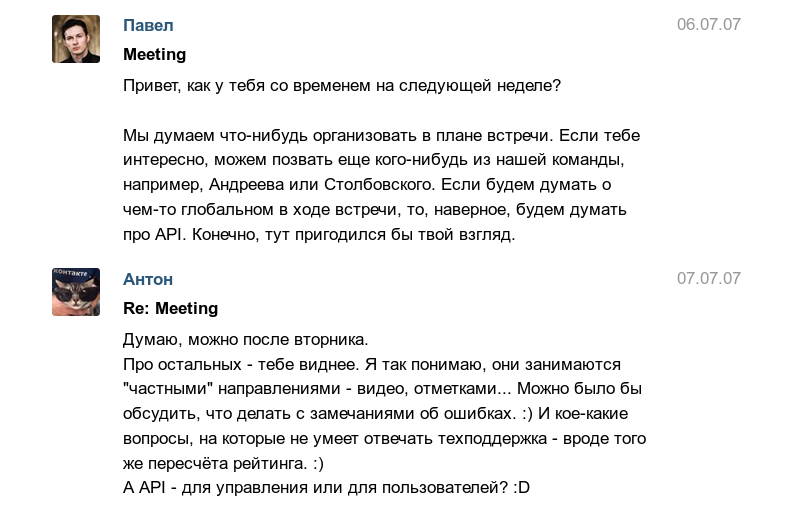 Павел
06.07.07
Meeting
Привет, как у тебя со временем на следующей неделе?
Мы думаем что-нибудь организовать в плане встречи. Если тебе
интересно, можем позвать еще кого-нибудь из нашей команды,
например, Андреева или Столбовского. Если будем думать о
чем-то глобальном в ходе встречи, то, наверное, будем думать
про API. Конечно, тут пригодился бы твой взгляд.
контакте
Антон
07.07.07
Re: Meeting
Думаю, можно после вторника.
Про остальных - тебе виднее. Я так понимаю, они занимаются
"частными" направлениями - видео, отметками... Можно было бы
обсудить, что делать с замечаниями об ошибках. :) И кое-какие
вопросы, на которые не умеет отвечать техподдержка - вроде того
же пересчёта рейтинга. :)
А API - для управления или для пользователей? :D